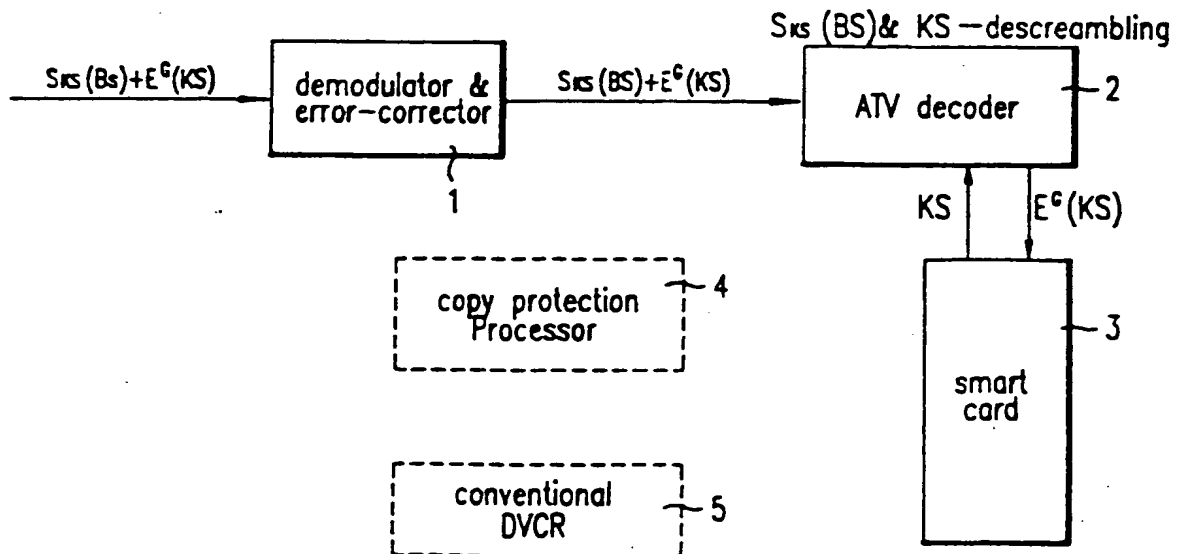 SKS (BS)& KS —descreambling
SKS(BS)+E^G(KS)
demodulator &
error-corrector
1
SKS(BS)+E^G(KS)
ATV decoder
2
KS
E^G(KS)
copy protection
Processor
4
smart
card
3
conventional
DVCR
5